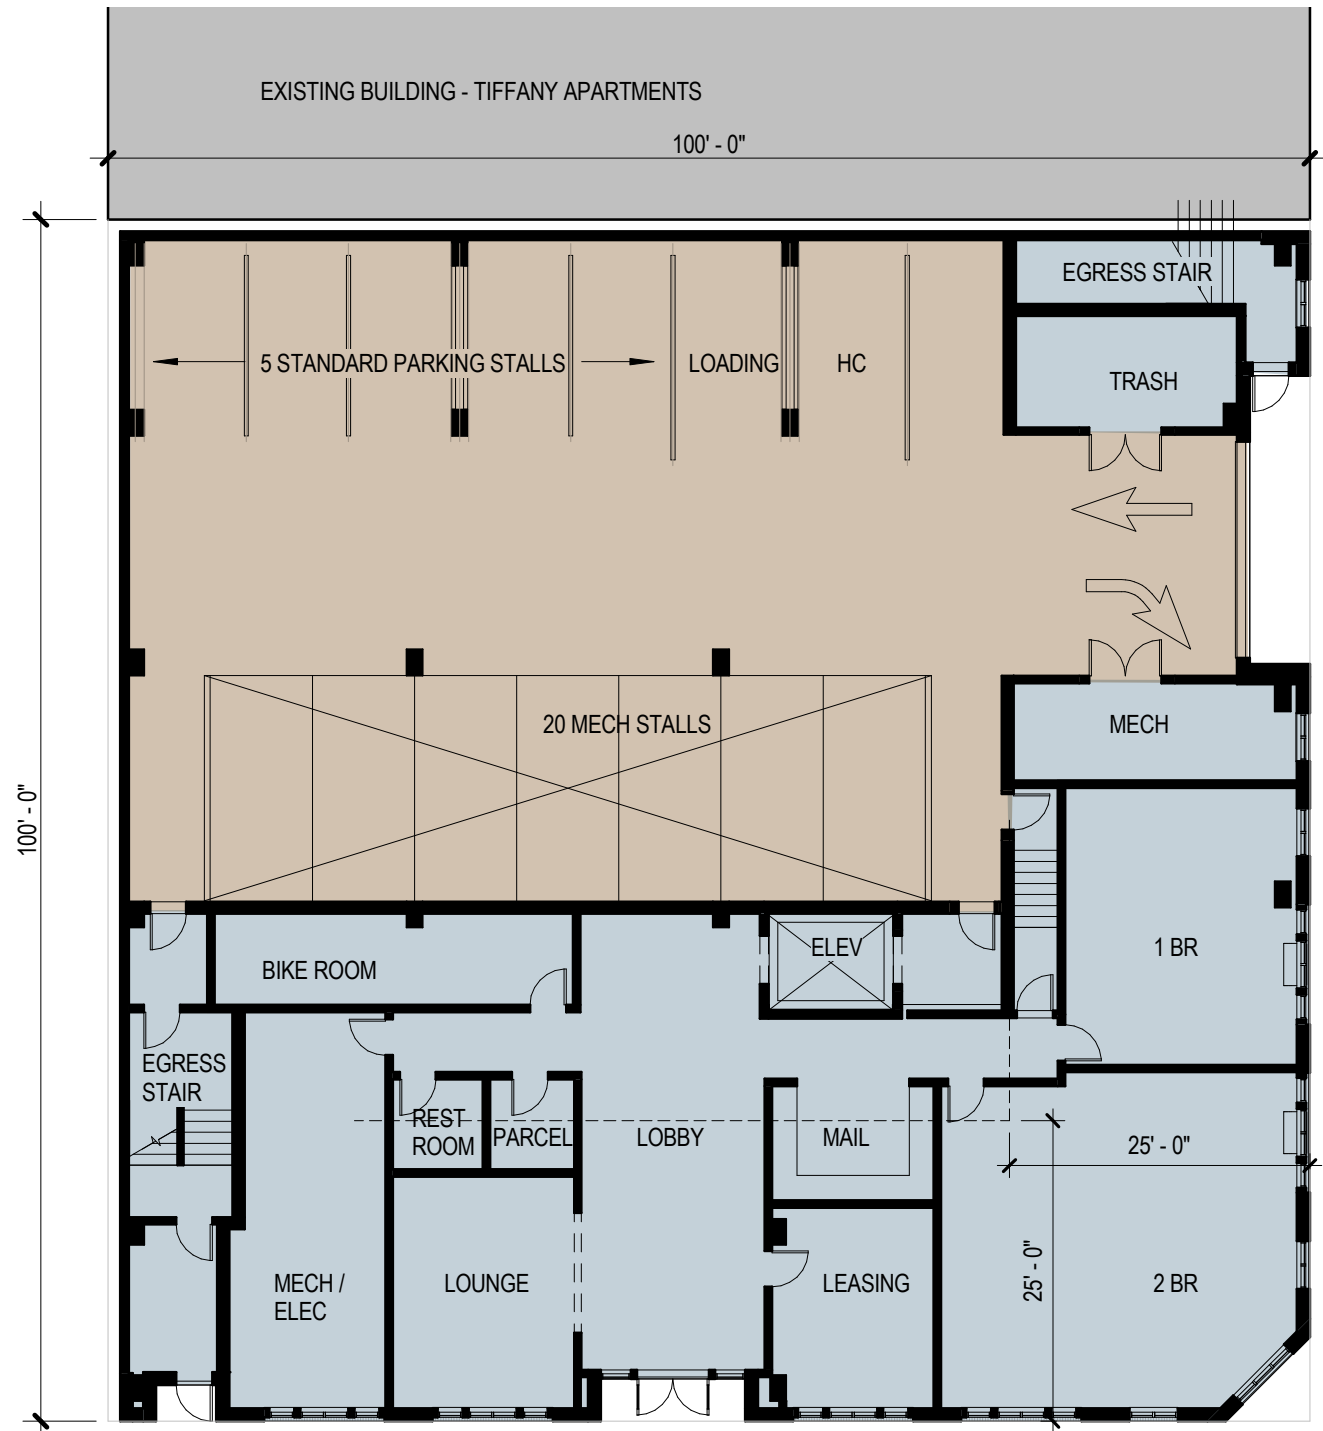 EXISTING BUILDING - TIFFANY APARTMENTS
100' - 0"
EGRESS STAIR
5 STANDARD PARKING STALLS
LOADING
HC
TRASH
20 MECH STALLS
MECH
100' - 0"
1 BR
ELEV
BIKE ROOM
EGRESS
STAIR
REST
ROOM
PARCEL
LOBBY
MAIL
25' - 0"
25' - 0"
MECH /
ELEC
LOUNGE
LEASING
2 BR